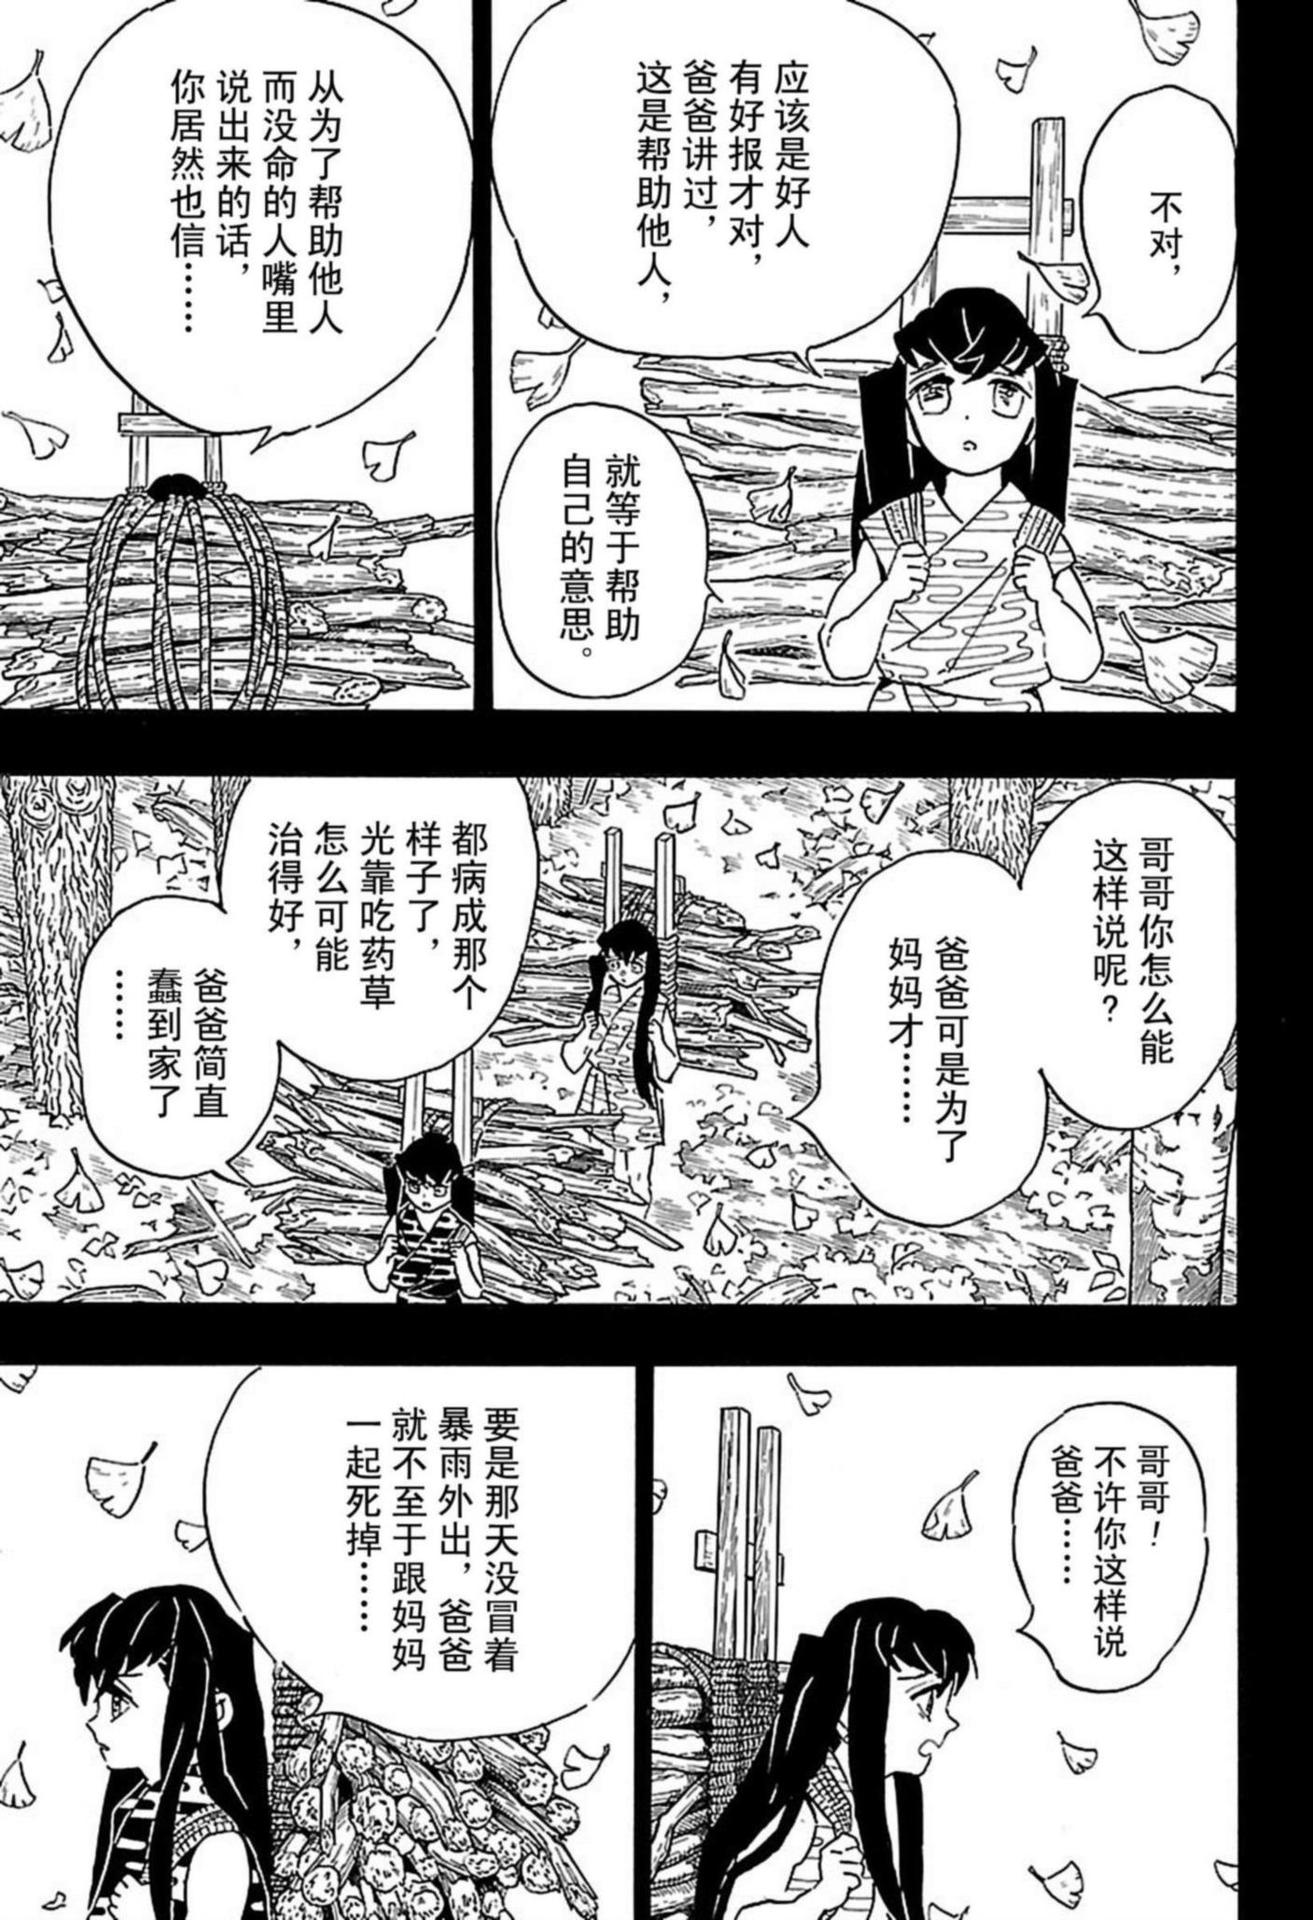 不对，
应该是好人
有好报才对，
爸爸讲过，
这是帮助他人，
就等于帮助
自己的意思。
从为了帮助他人
而没命的人嘴里
说出来的话，
你居然也信……
哥哥你怎么能
这样说呢？
爸爸可是为了
妈妈才……
都病成那个
样子了，
光靠吃药草
怎么可能
治得好，
爸爸简直
蠢到家了
……
哥哥！
不许你这样说
爸爸……
要是那天没冒着
暴雨外出，爸爸
就不至于跟妈妈
一起死掉……